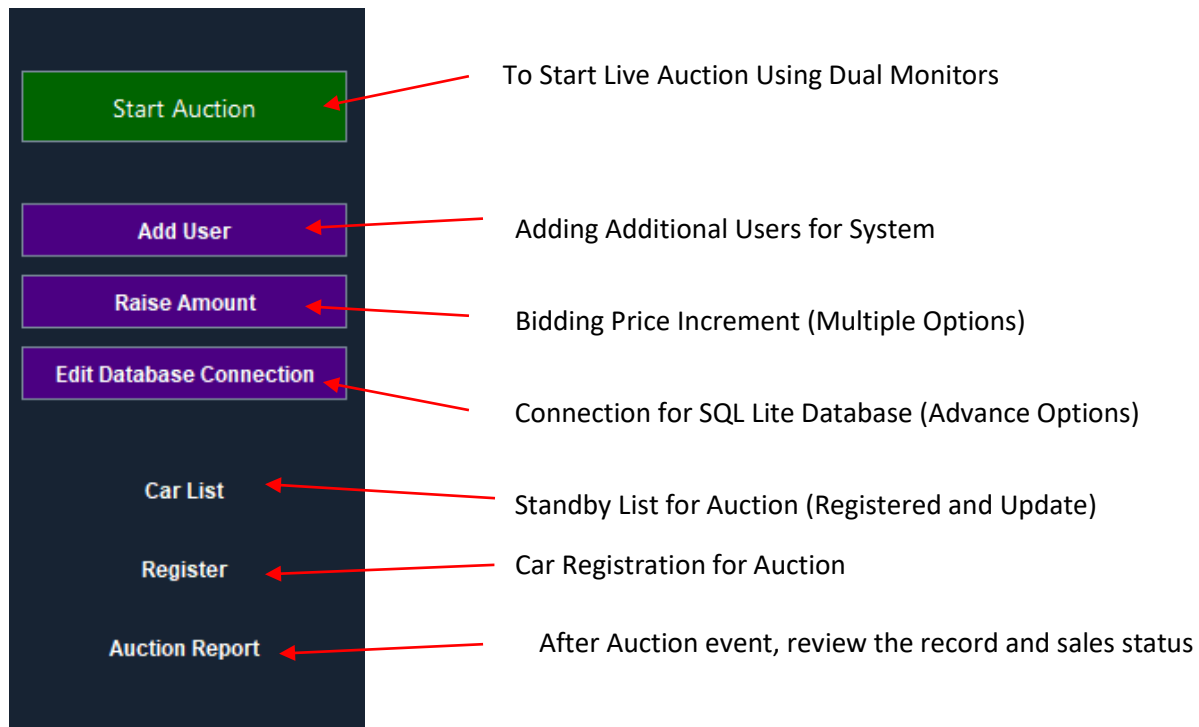 To Start Live Auction Using Dual Monitors
Start Auction
Add User
Adding Additional Users for System
Raise Amount
Bidding Price Increment (Multiple Options)
Edit Database Connection
Connection for SQL Lite Database (Advance Options)
Car List
Standby List for Auction (Registered and Update)
Register
Car Registration for Auction
Auction Report
After Auction event, review the record and sales status